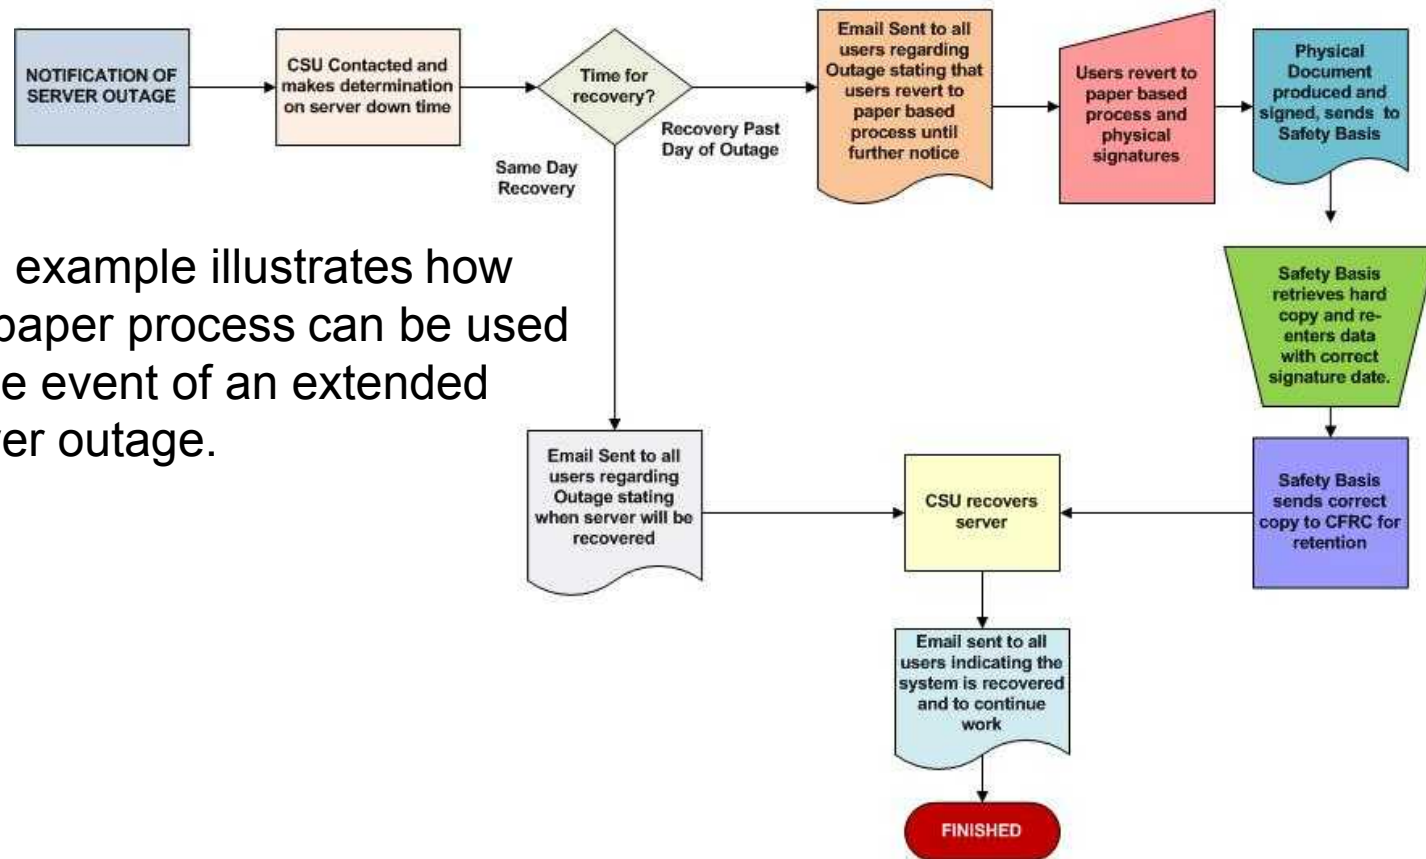 NOTIFICATION OF
SERVER OUTAGE
CSU Contacted and
makes determination
on server down time
Time for
recovery?
Recovery Past
Day of Outage
Same Day
Recovery
Email Sent to all
users regarding
Outage stating that
users revert to
paper based
process until
further notice
Users revert to
paper based
process and
physical
signatures
Physical
Document
produced and
signed, sends to
Safety Basis
example illustrates how
paper process can be used
e event of an extended
er outage.
Safety Basis
retrieves hard
copy and re-
enters data
with correct
signature date.
Safety Basis
sends correct
copy to CFRC for
retention
Email Sent to all
users regarding
Outage stating
when server will be
recovered
CSU recovers
server
Email sent to all
users indicating the
system is recovered
and to continue
work
FINISHED